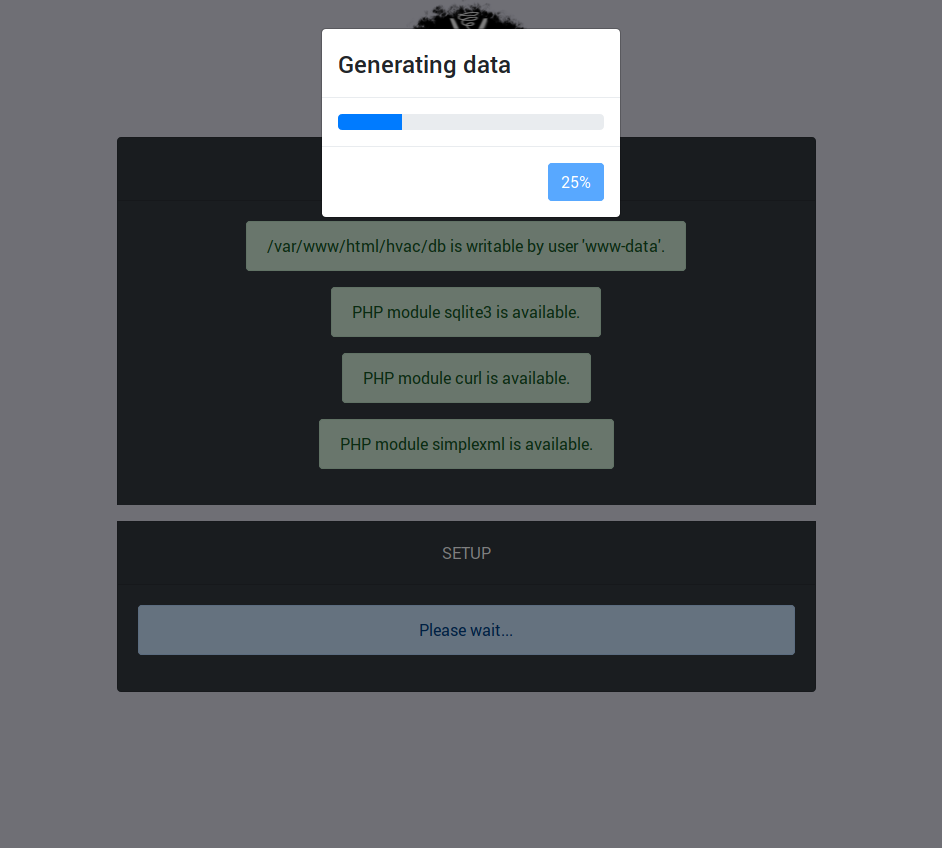 Generating data
25%
/var/www/html/hvac/db is writable by user 'www-data'.
PHP module sqlite3 is available.
PHP module curl is available.
PHP module simplexml is available.
SETUP
Please wait...